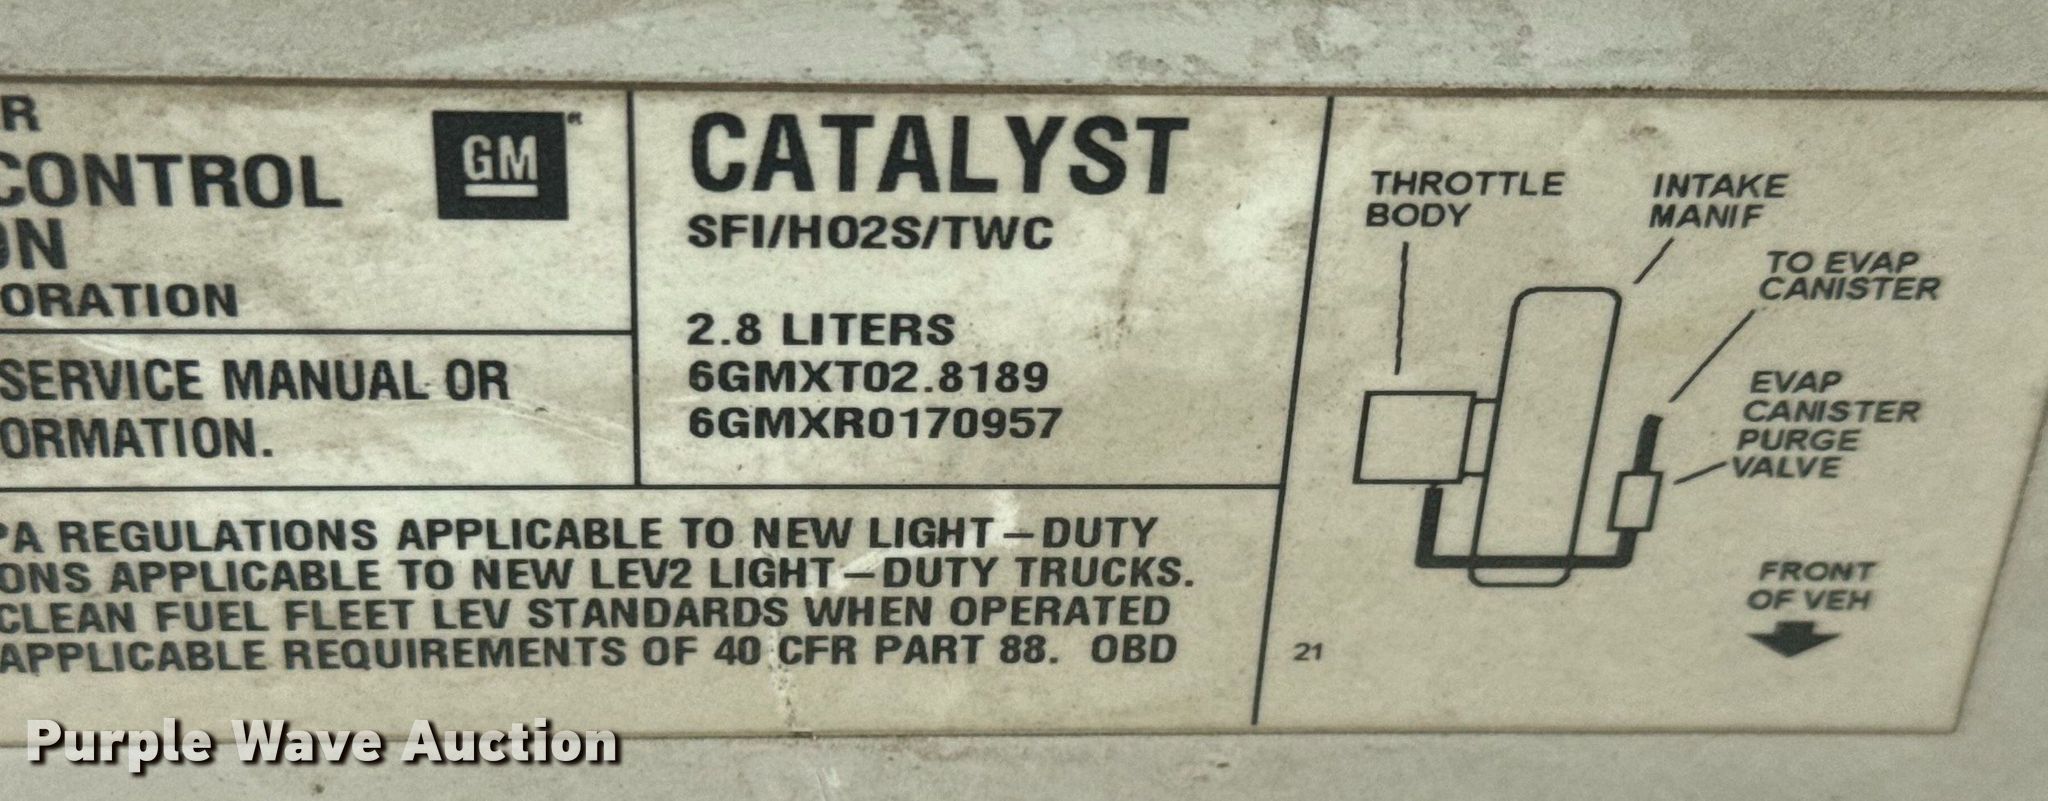 R
CONTROL
ON
ORATION
GM
SERVICE MANUAL OR
ORMATION.
CATALYST
SFI/HO2S/TWC
2.8 LITERS
6GMXT02.8189
6GMXR0170957
PA REGULATIONS APPLICABLE TO NEW LIGHT-DUTY
ONS APPLICABLE TO NEW LEV2 LIGHT-DUTY TRUCKS.
CLEAN FUEL FLEET LEV STANDARDS WHEN OPERATED
APPLICABLE REQUIREMENTS OF 40 CFR PART 88. OBD
THROTTLE
BODY
INTAKE
MANIF
TO EVAP
CANISTER
EVAP
CANISTER
PURGE
VALVE
FRONT
OF VEH
21
Purple Wave Auction